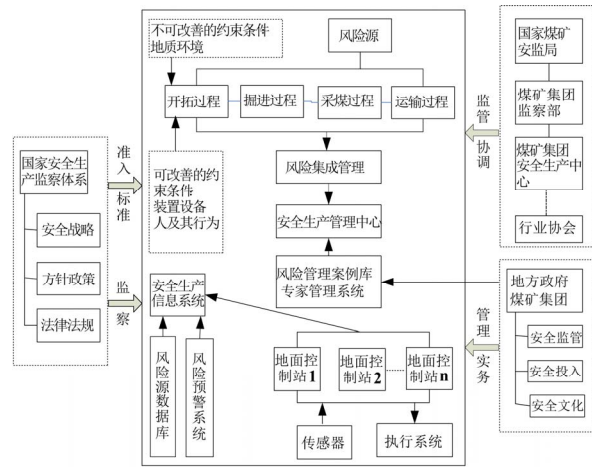 不可改善的约束条件
地质环境
风险源
开拓过程
掘进过程
采煤过程
运输过程
可改善的约
束条件
装置设备
人及其行为
风险集成管理
安全生产管理中心
风险管理案例库
专家管理系统
安全生产
信息系统
风险源数据库
风险预警系统
地面控
制站1
地面控
制站2
地面控
制站n
传感器
执行系统
国家安全生
产监察体系
安全战略
方针政策
法律法规
准入
标准
监
察
国家煤矿
安监局
煤矿集团
监察部
煤矿集团
安全生产中
心
行业协会
监管
协调
地方政府
煤矿集团
安全监管
安全投入
安全文化
管理
实务